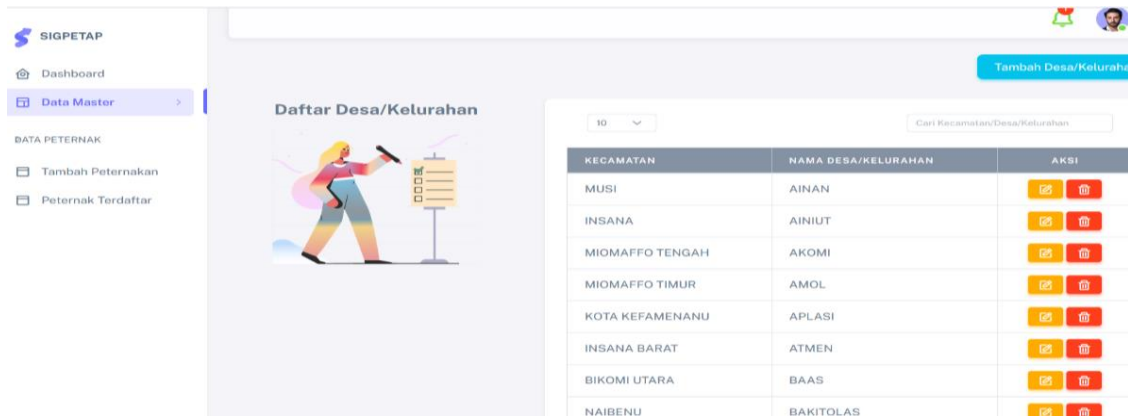 SIGPETAP
Dashboard
Data Master
DATA PETERNAK
Tambah Peternakan
Peternak Terdaftar
Tambah Desa/Keluraha
Daftar Desa/Kelurahan
10
Cari Kecamatan/Desa/Kelurahan
KECAMATAN NAMA DESA/KELURAHAN AKSI
MUSI AINAN
INSANA AINIUT
MIOMAFFO TENGAH AKOMI
MIOMAFFO TIMUR AMOL
KOTA KEFAMENANU APLASI
INSANA BARAT ATMEN
BIKOMI UTARA BAAS
NAIBENU BAKITOLAS